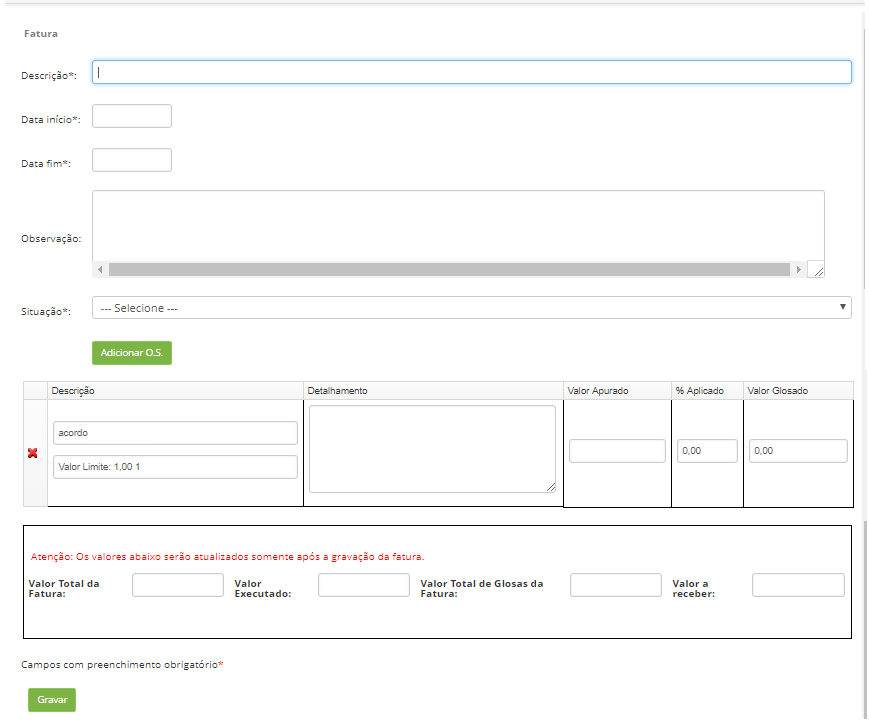 Fatura
Descrição*:
Data início*:
Data fim*:
Observação:
Situação*: --- Selecione ---
Adicionar O.S.
Descrição Detalhamento Valor Apurado % Aplicado Valor Glosado
acordo
Valor Limite: 1,00 1
0,00 0,00
Atenção: Os valores abaixo serão atualizados somente após a gravação da fatura.
Valor Total da Fatura: Valor Executado: Valor Total de Glosas da Fatura: Valor a receber:
Campos com preenchimento obrigatório*
Gravar